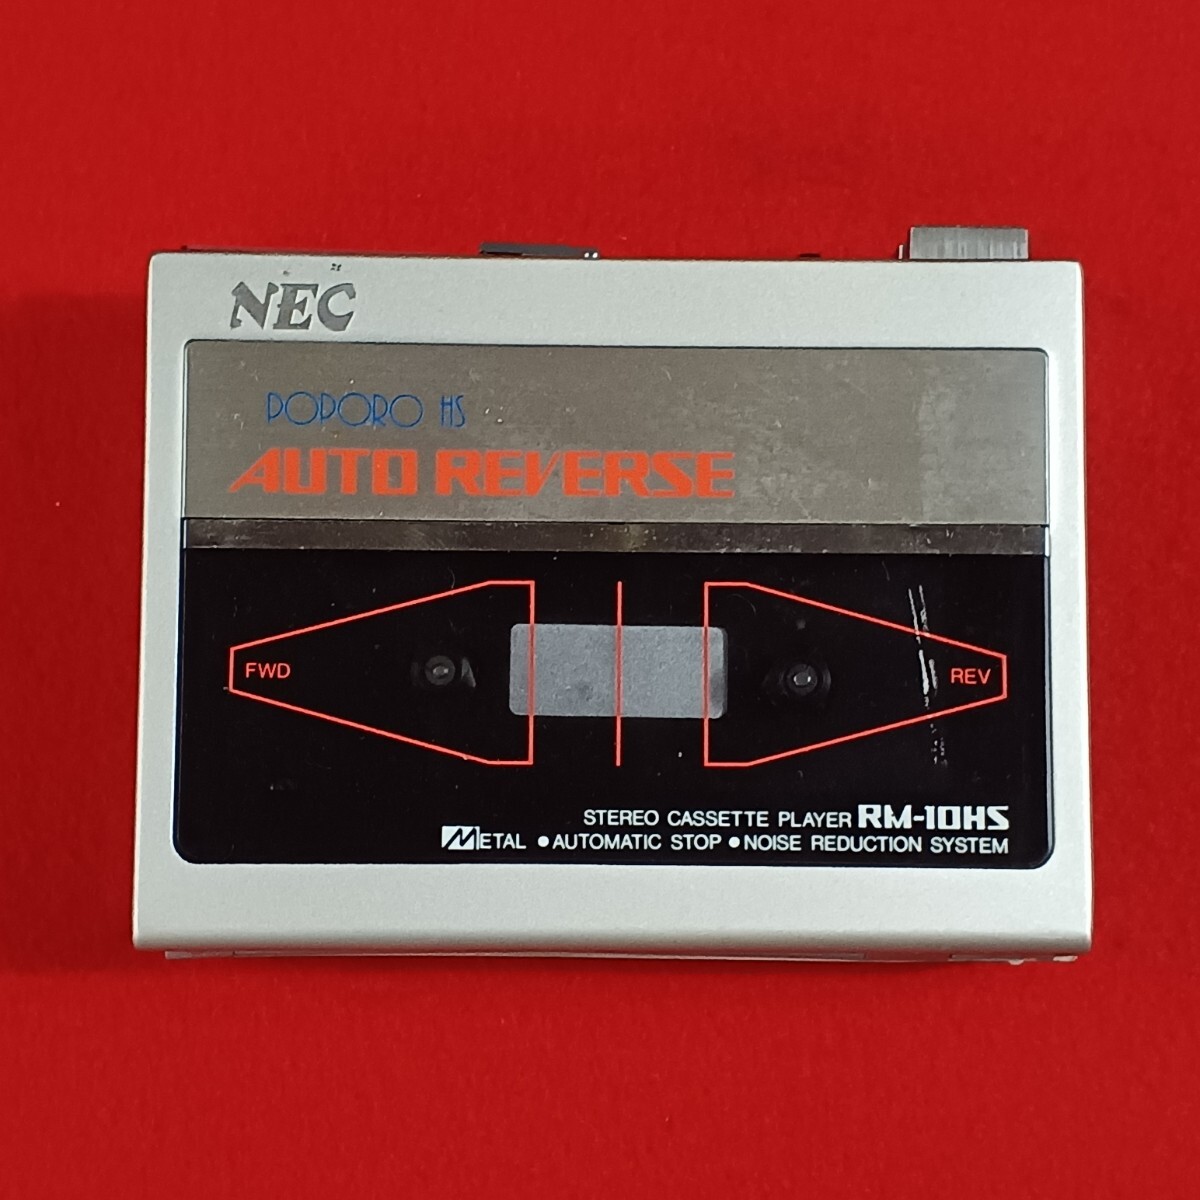 NEC
POPORO HS
AUTO REVERSE
FWD
REV
STEREO CASSETTE PLAYER RM-10HS
METAL ● AUTOMATIC STOP ● NOISE REDUCTION SYSTEM